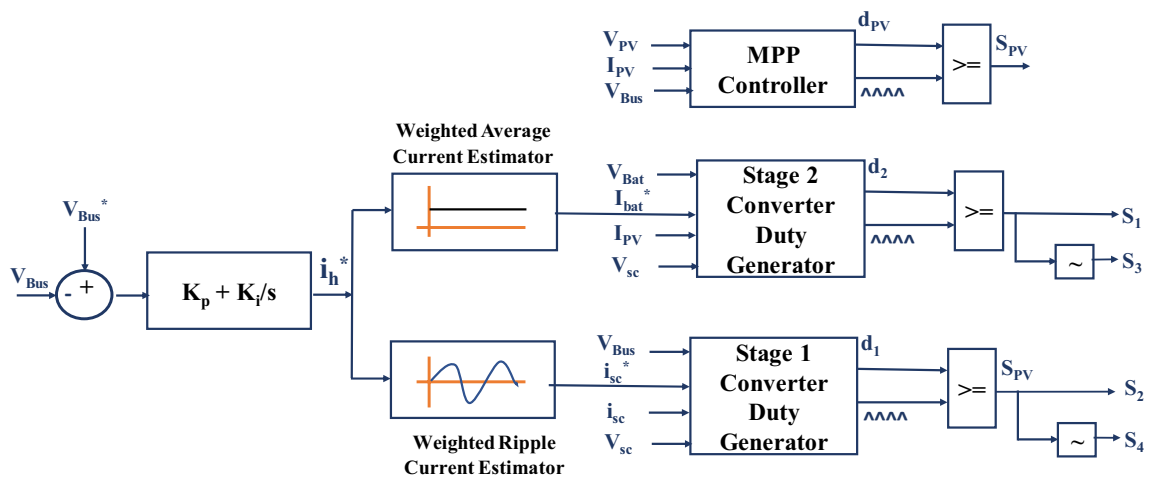 V_PV
I_PV
V_Bus
MPP
Controller
d_PV
^^^^
>=
S_PV
Weighted Average
Current Estimator
V_Bus*
V_Bus
- +
K_p + K_i/s
i_h*
V_Bat
I_bat*
I_PV
V_sc
Stage 2
Converter
Duty
Generator
d_2
^^^^
>=
S_1
~
S_3
Weighted Ripple
Current Estimator
V_Bus
i_sc*
i_sc
V_sc
Stage 1
Converter
Duty
Generator
d_1
^^^^
>=
S_PV
S_2
~
S_4